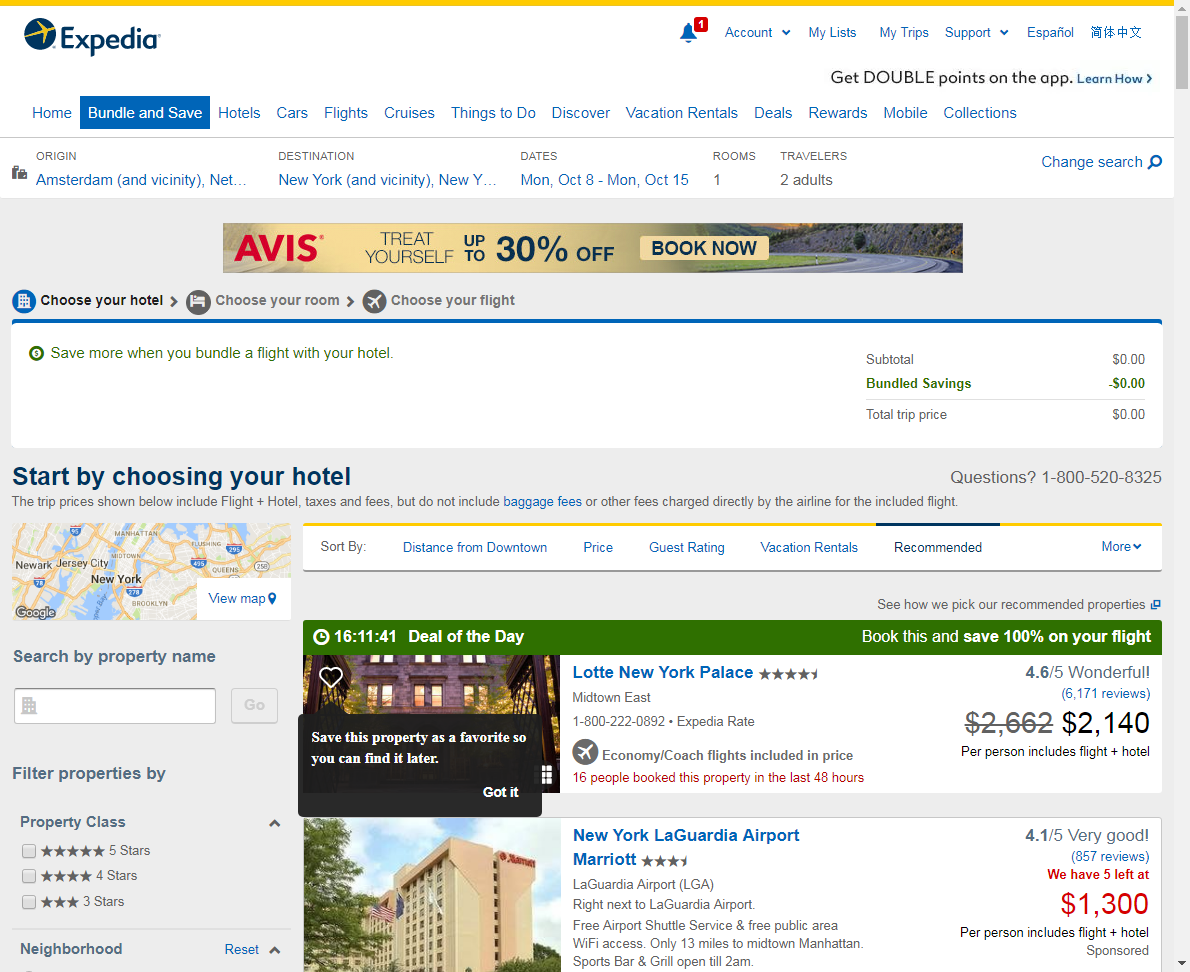 Expedia
1
Account
My Lists
My Trips
Support
Español
简体中文
Get DOUBLE points on the app. Learn How
Home
Bundle and Save
Hotels
Cars
Flights
Cruises
Things to Do
Discover
Vacation Rentals
Deals
Rewards
Mobile
Collections
ORIGIN
Amsterdam (and vicinity), Net...
DESTINATION
New York (and vicinity), New Y...
DATES
Mon, Oct 8 - Mon, Oct 15
ROOMS
1
TRAVELERS
2 adults
Change search
AVIS
TREAT
YOURSELF
UP
TO
30% OFF
BOOK NOW
Choose your hotel
Choose your room
Choose your flight
Save more when you bundle a flight with your hotel.
Subtotal $0.00
Bundled Savings -$0.00
Total trip price $0.00
Start by choosing your hotel
Questions? 1-800-520-8325
The trip prices shown below include Flight + Hotel, taxes and fees, but do not include baggage fees or other fees charged directly by the airline for the included flight.
MANHATTAN
FLUSHING
95
295
MIDTOWN
Newark
Jersey City
495
QUEENS
258
78
New York
278
BROOKLYN
Google
View map
Search by property name
Go
Filter properties by
Property Class
5 Stars
4 Stars
3 Stars
Neighborhood
Reset
Sort By:
Distance from Downtown
Price
Guest Rating
Vacation Rentals
Recommended
More
See how we pick our recommended properties
16:11:41 Deal of the Day
Book this and save 100% on your flight
Save this property as a favorite so
you can find it later.
Got it
Lotte New York Palace
Midtown East
1-800-222-0892 • Expedia Rate
Economy/Coach flights included in price
16 people booked this property in the last 48 hours
4.6/5 Wonderful!
(6,171 reviews)
$2,662 $2,140
Per person includes flight + hotel
Marriott
New York LaGuardia Airport
Marriott
LaGuardia Airport (LGA)
Right next to LaGuardia Airport.
Free Airport Shuttle Service & free public area
WiFi access. Only 13 miles to midtown Manhattan.
Sports Bar & Grill open till 2am.
4.1/5 Very good!
(857 reviews)
We have 5 left at
$1,300
Per person includes flight + hotel
Sponsored